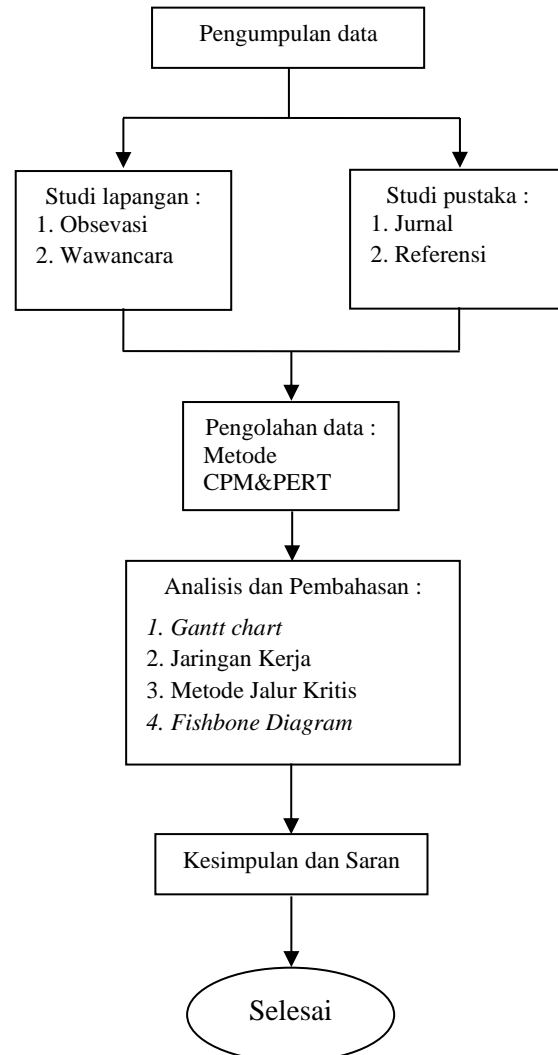 Pengumpulan data
Studi lapangan :
1. Obsevasi
2. Wawancara
Studi pustaka :
1. Jurnal
2. Referensi
Pengolahan data :
Metode
CPM&PERT
Analisis dan Pembahasan :
1. Gantt chart
2. Jaringan Kerja
3. Metode Jalur Kritis
4. Fishbone Diagram
Kesimpulan dan Saran
Selesai